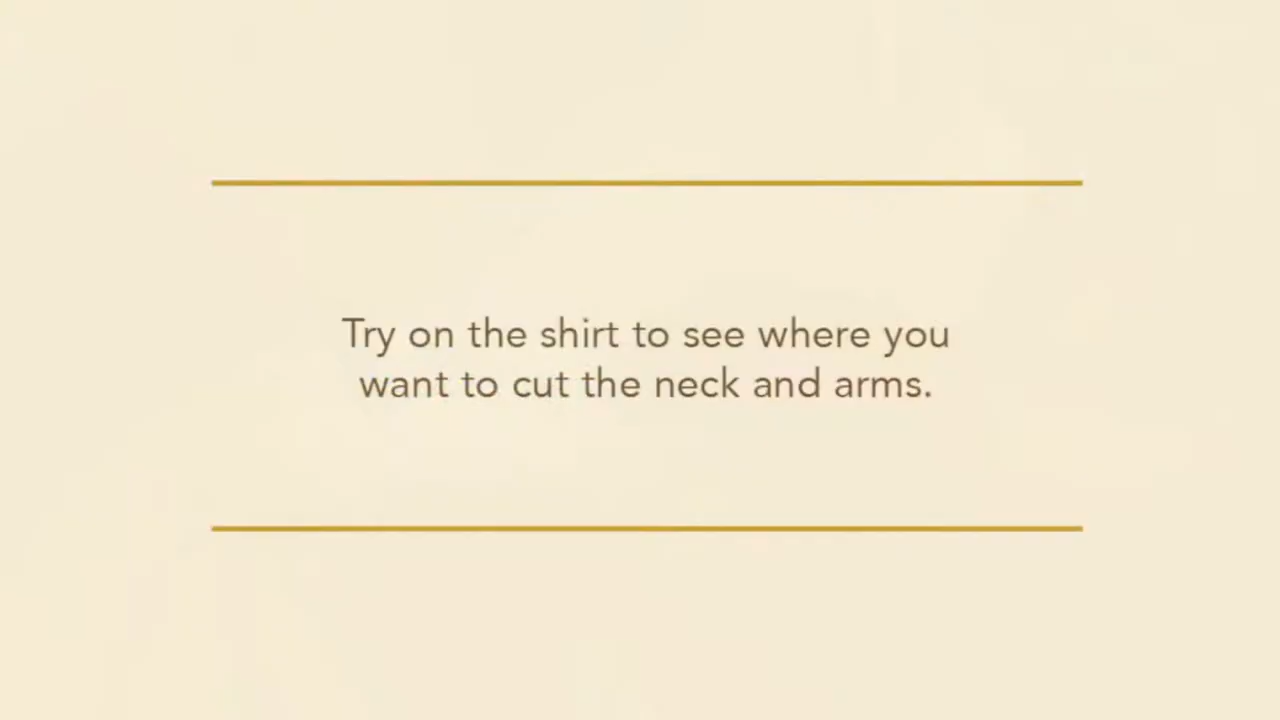 Try on the shirt to see where you
want to cut the neck and arms.